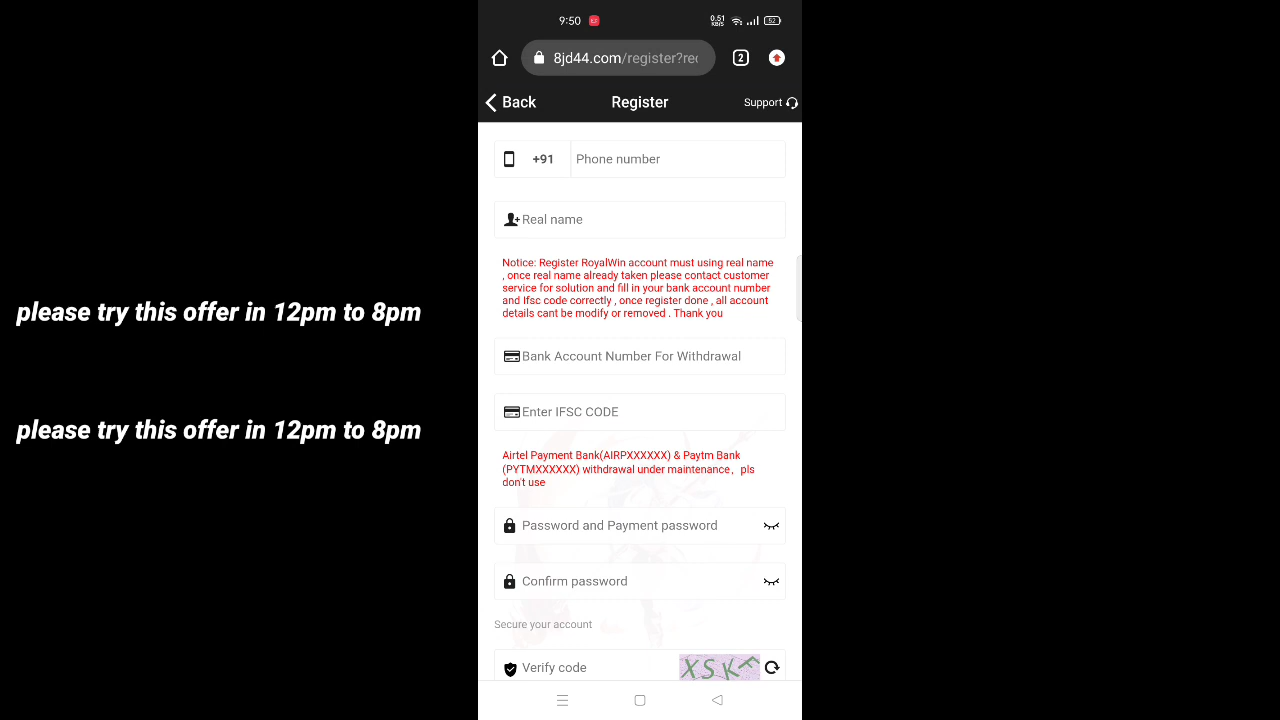 9:50
0.51
KB/S
52
8jd44.com/register?rec
2
Back
Register
Support
+91
Phone number
Real name
Notice: Register RoyalWin account must using real name
, once real name already taken please contact customer
service for solution and fill in your bank account number
and Ifsc code correctly , once register done , all account
details cant be modify or removed . Thank you
please try this offer in 12pm to 8pm
Bank Account Number For Withdrawal
Enter IFSC CODE
please try this offer in 12pm to 8pm
Airtel Payment Bank(AIRPXXXXXX) & Paytm Bank
(PYTMXXXXXX) withdrawal under maintenance，pls
don't use
Password and Payment password
Confirm password
Secure your account
Verify code
XSKF